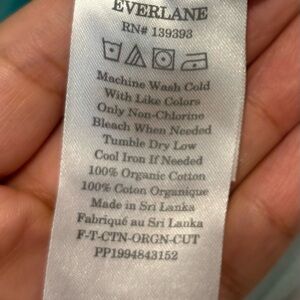 EVERLANE
RN# 139393
Machine Wash Cold
With Like Colors
Only Non-Chlorine
Bleach When Needed
Tumble Dry Low
Cool Iron If Needed
100% Organic Cotton
100% Coton Organique
Made in Sri Lanka
Fabriqué au Sri Lanka
F-T-CTN-ORGN-CUT
PP1994843152